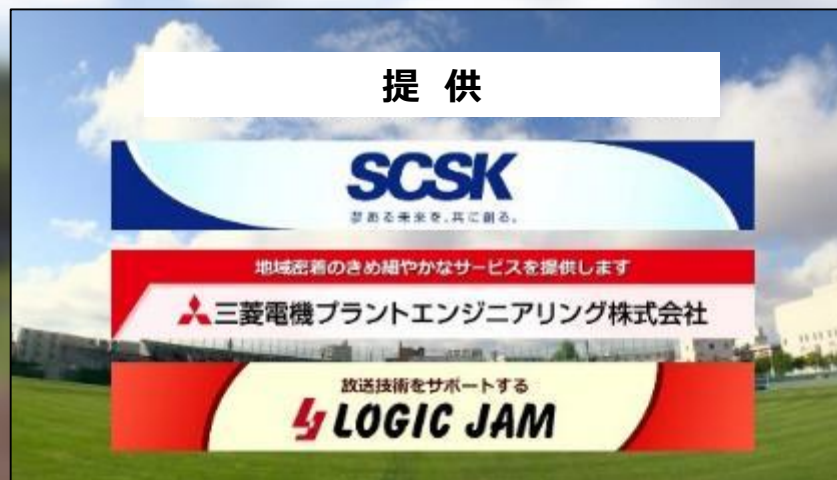 提 供
SCSK
夢ある未来を、共に創る。
地域密着のきめ細やかなサービスを提供します
三菱電機プラントエンジニアリング株式会社
放送技術をサポートする
LOGIC JAM